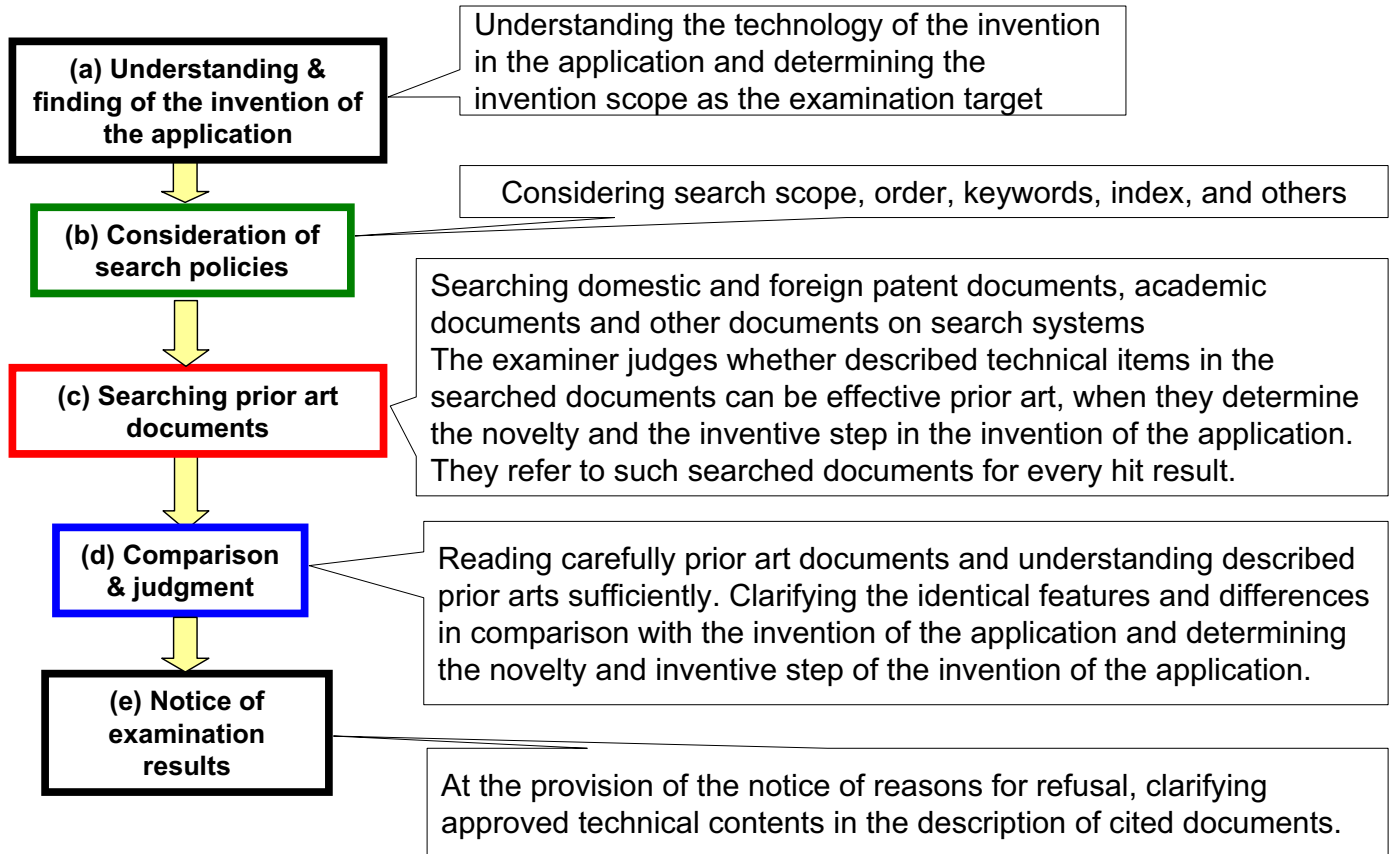 (a) Understanding &
finding of the invention of
the application
Understanding the technology of the invention
in the application and determining the
invention scope as the examination target
(b) Consideration of
search policies
Considering search scope, order, keywords, index, and others
(c) Searching prior art
documents
Searching domestic and foreign patent documents, academic
documents and other documents on search systems
The examiner judges whether described technical items in the
searched documents can be effective prior art, when they determine
the novelty and the inventive step in the invention of the application.
They refer to such searched documents for every hit result.
(d) Comparison
& judgment
Reading carefully prior art documents and understanding described
prior arts sufficiently. Clarifying the identical features and differences
in comparison with the invention of the application and determining
the novelty and inventive step of the invention of the application.
(e) Notice of
examination
results
At the provision of the notice of reasons for refusal, clarifying
approved technical contents in the description of cited documents.